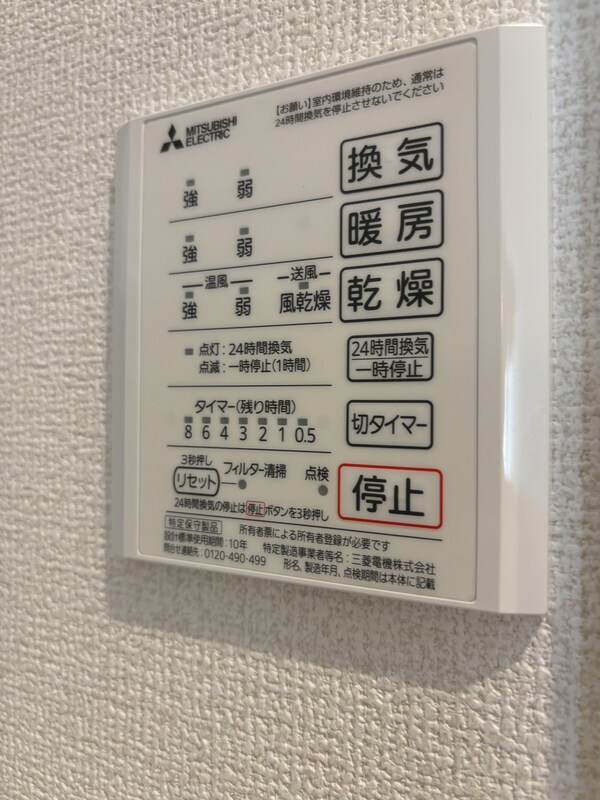 MITSUBISHI
ELECTRIC
【お願い】室内環境維持のため、通常は
24時間換気を停止させないでください
強 弱 換気
強 弱 暖房
温風 送風
強 弱 風乾燥 乾燥
点灯:24時間換気
点滅:一時停止(1時間)
24時間換気
一時停止
タイマー(残り時間)
8 6 4 3 2 1 0.5
切タイマー
3秒押し
リセット フィルター清掃 点検
停止
24時間換気の停止は停止ボタンを3秒押し
特定保守製品 所有者票による所有者登録が必要です
設計標準使用期間:10年 特定製造事業者等名:三菱電機株式会社
問合せ連絡先:0120-490-499 形名、製造年月、点検期間は本体に記載